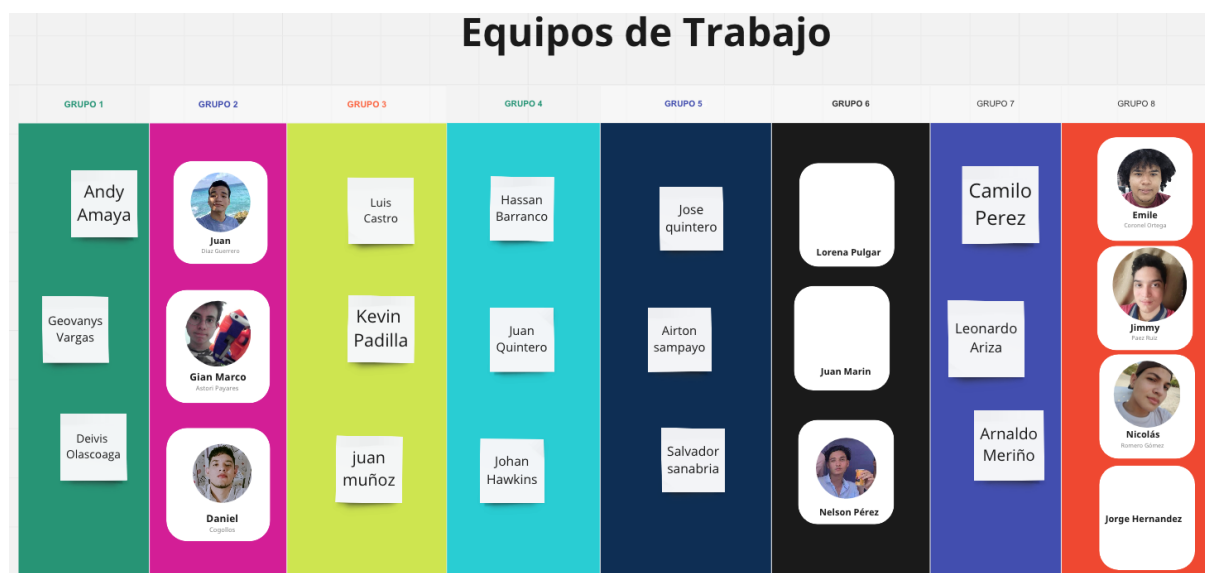 Equipos de Trabajo
GRUPO 1
GRUPO 2
GRUPO 3
GRUPO 4
GRUPO 5
GRUPO 6
GRUPO 7
GRUPO 8
Andy
Amaya
Geovanys
Vargas
Deivis
Olascoaga
Juan
Díaz Guerrero
Gian Marco
Astori Payares
Daniel
Cogollos
Luis
Castro
Kevin
Padilla
juan
muñoz
Hassan
Barranco
Juan
Quintero
Johan
Hawkins
Jose
quintero
Airton
sampayo
Salvador
sanabria
Lorena Pulgar
Juan Marin
Nelson Pérez
Camilo
Perez
Leonardo
Ariza
Arnaldo
Meriño
Emile
Coronel Ortega
Jimmy
Paez Ruiz
Nicolás
Romero Gómez
Jorge Hernandez